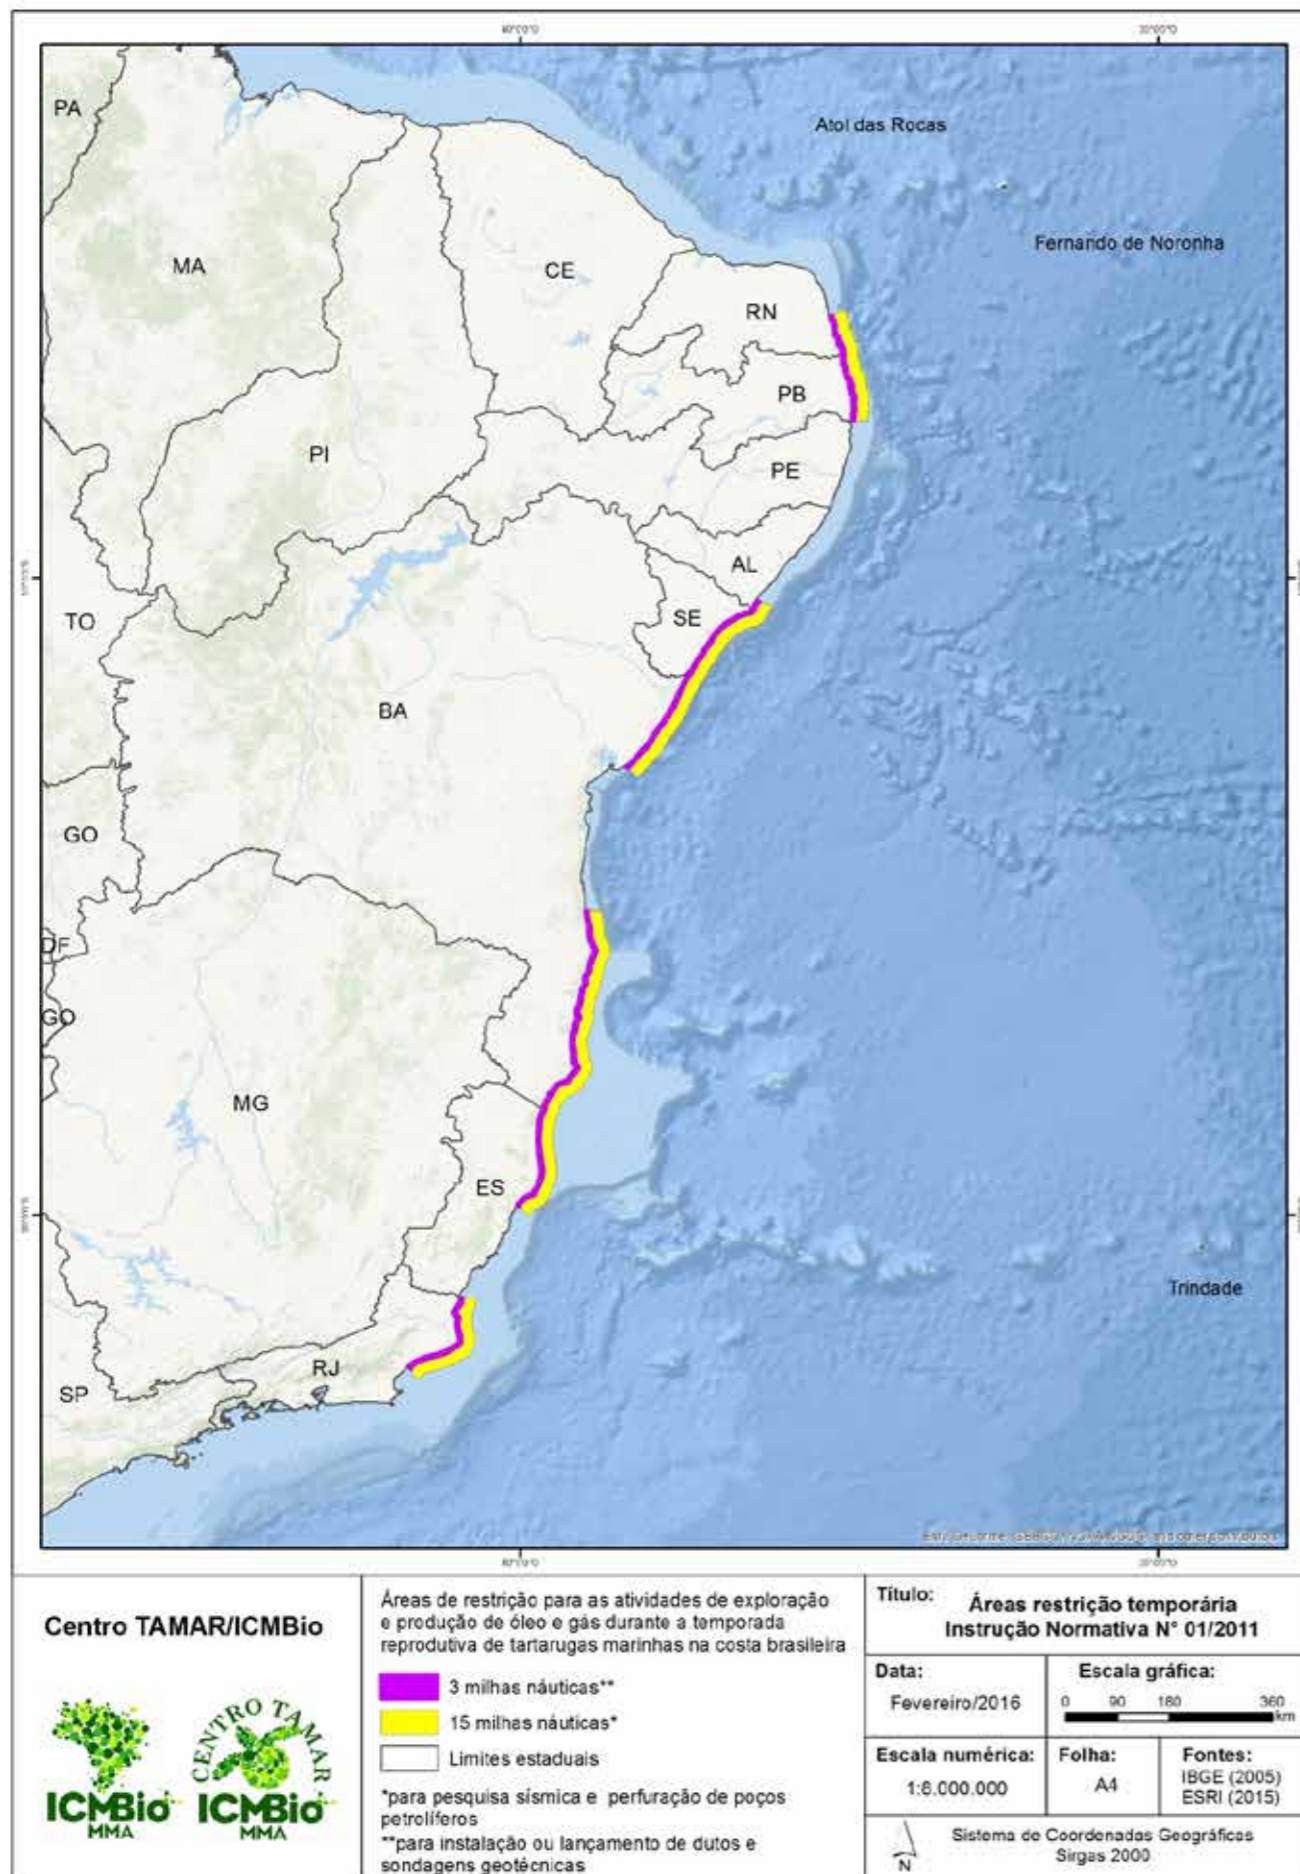 Atol das Rocas
Fernando de Noronha
PA
MA
CE
RN
PB
PI
PE
AL
TO
SE
BA
GO
DF
GO
MG
ES
Trindade
RJ
SP
Centro TAMAR/ICMBio
ICMBio
MMA
CENTRO TAMAR
ICMBio
MMA
Áreas de restrição para as atividades de exploração
e produção de óleo e gás durante a temporada
reprodutiva de tartarugas marinhas na costa brasileira
3 milhas náuticas**
15 milhas náuticas*
Limites estaduais
*para pesquisa sísmica e perfuração de poços
petrolíferos
**para instalação ou lançamento de dutos e
sondagens geotécnicas
Título: Áreas restrição temporária
Instrução Normativa N° 01/2011
Data:
Fevereiro/2016
Escala gráfica:
0 90 180 360
km
Escala numérica:
1:6.000.000
Folha:
A4
Fontes:
IBGE (2005)
ESRI (2015)
N
Sistema de Coordenadas Geográficas
Sirgas 2000